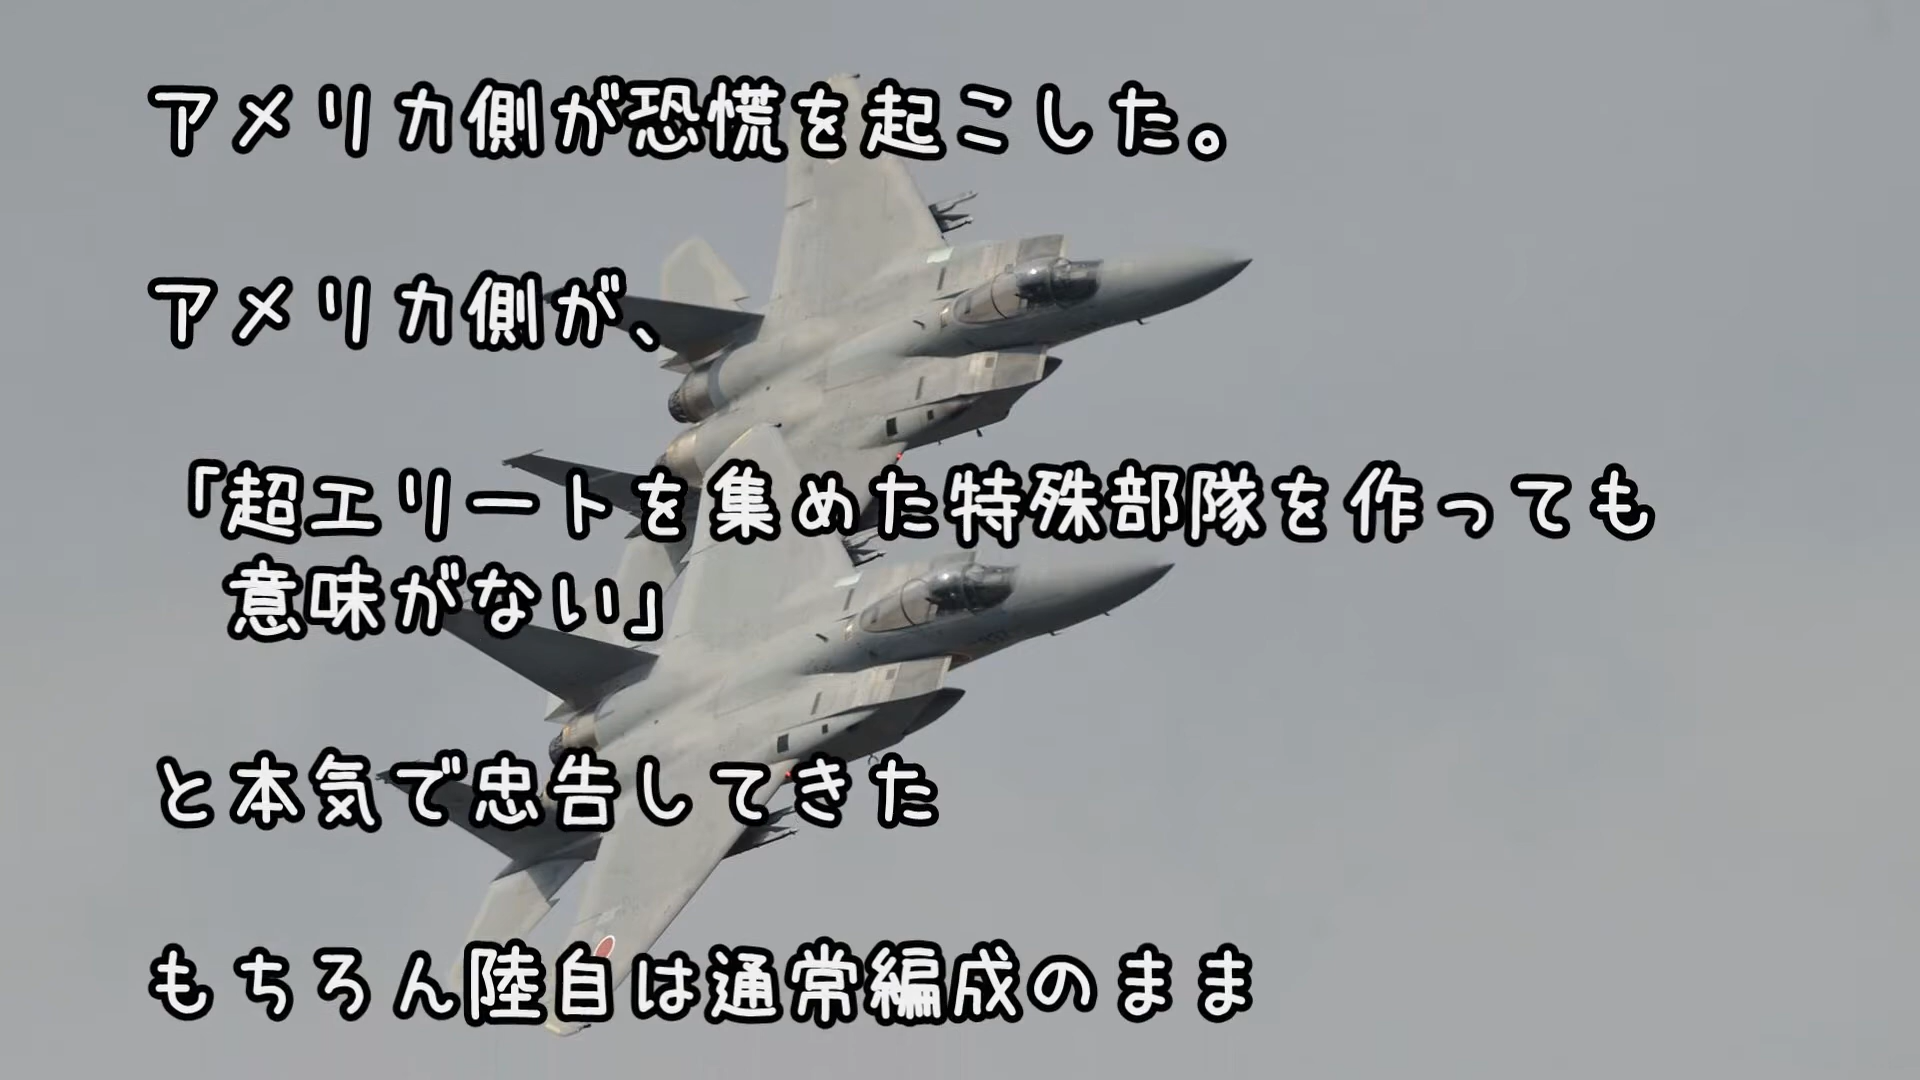 アメリカ側が恐慌を起こした。
アメリカ側が、
「超エリートを集めた特殊部隊を作っても
意味がない」
と本気で忠告してきた
もちろん陸自は通常編成のまま